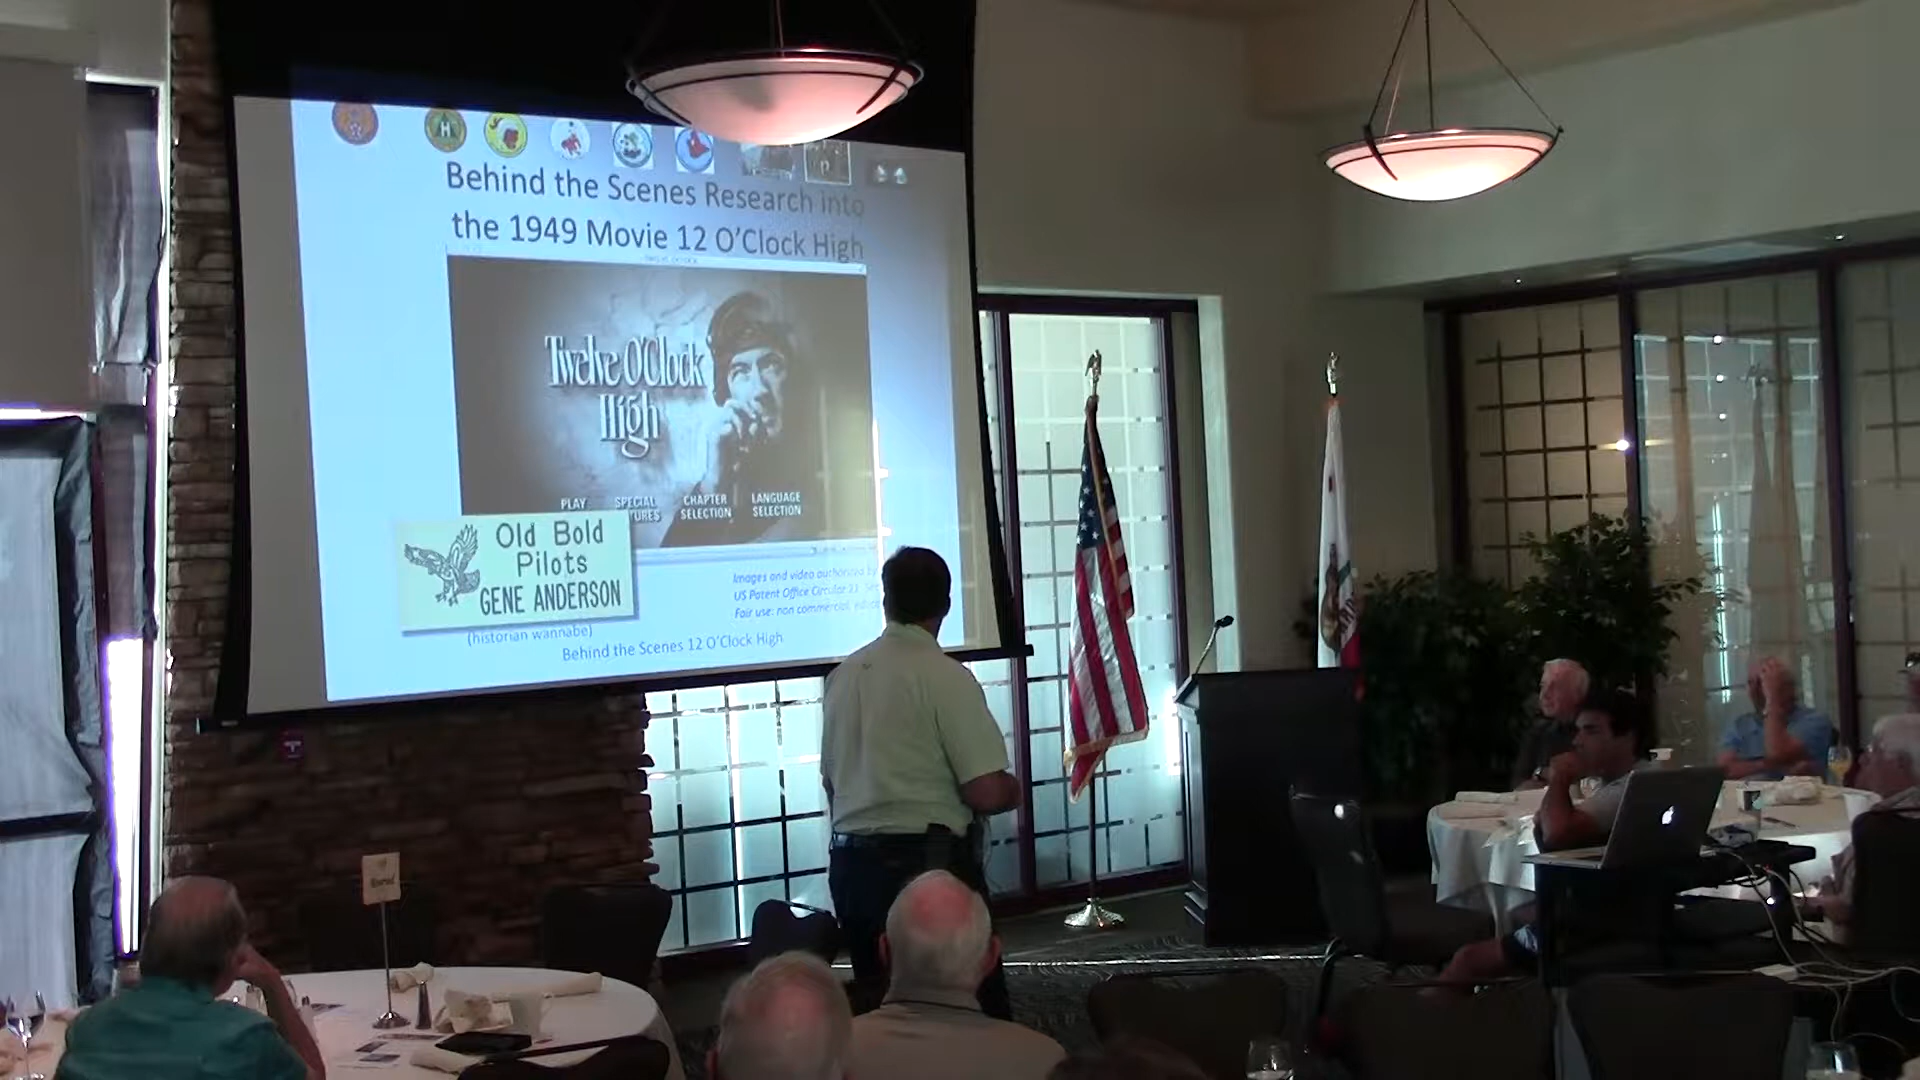 H
Behind the Scenes Research into
the 1949 Movie 12 O'Clock High
Twelve O'Clock
High
PLAY
SPECIAL
CHAPTER
SELECTION
LANGUAGE
SELECTION
Old Bold
Pilots
GENE ANDERSON
(historian wannabe)
Images and video authorized by
US Patent Office Circular 21
Fair use: non commercial
Behind the Scenes 12 O'Clock High